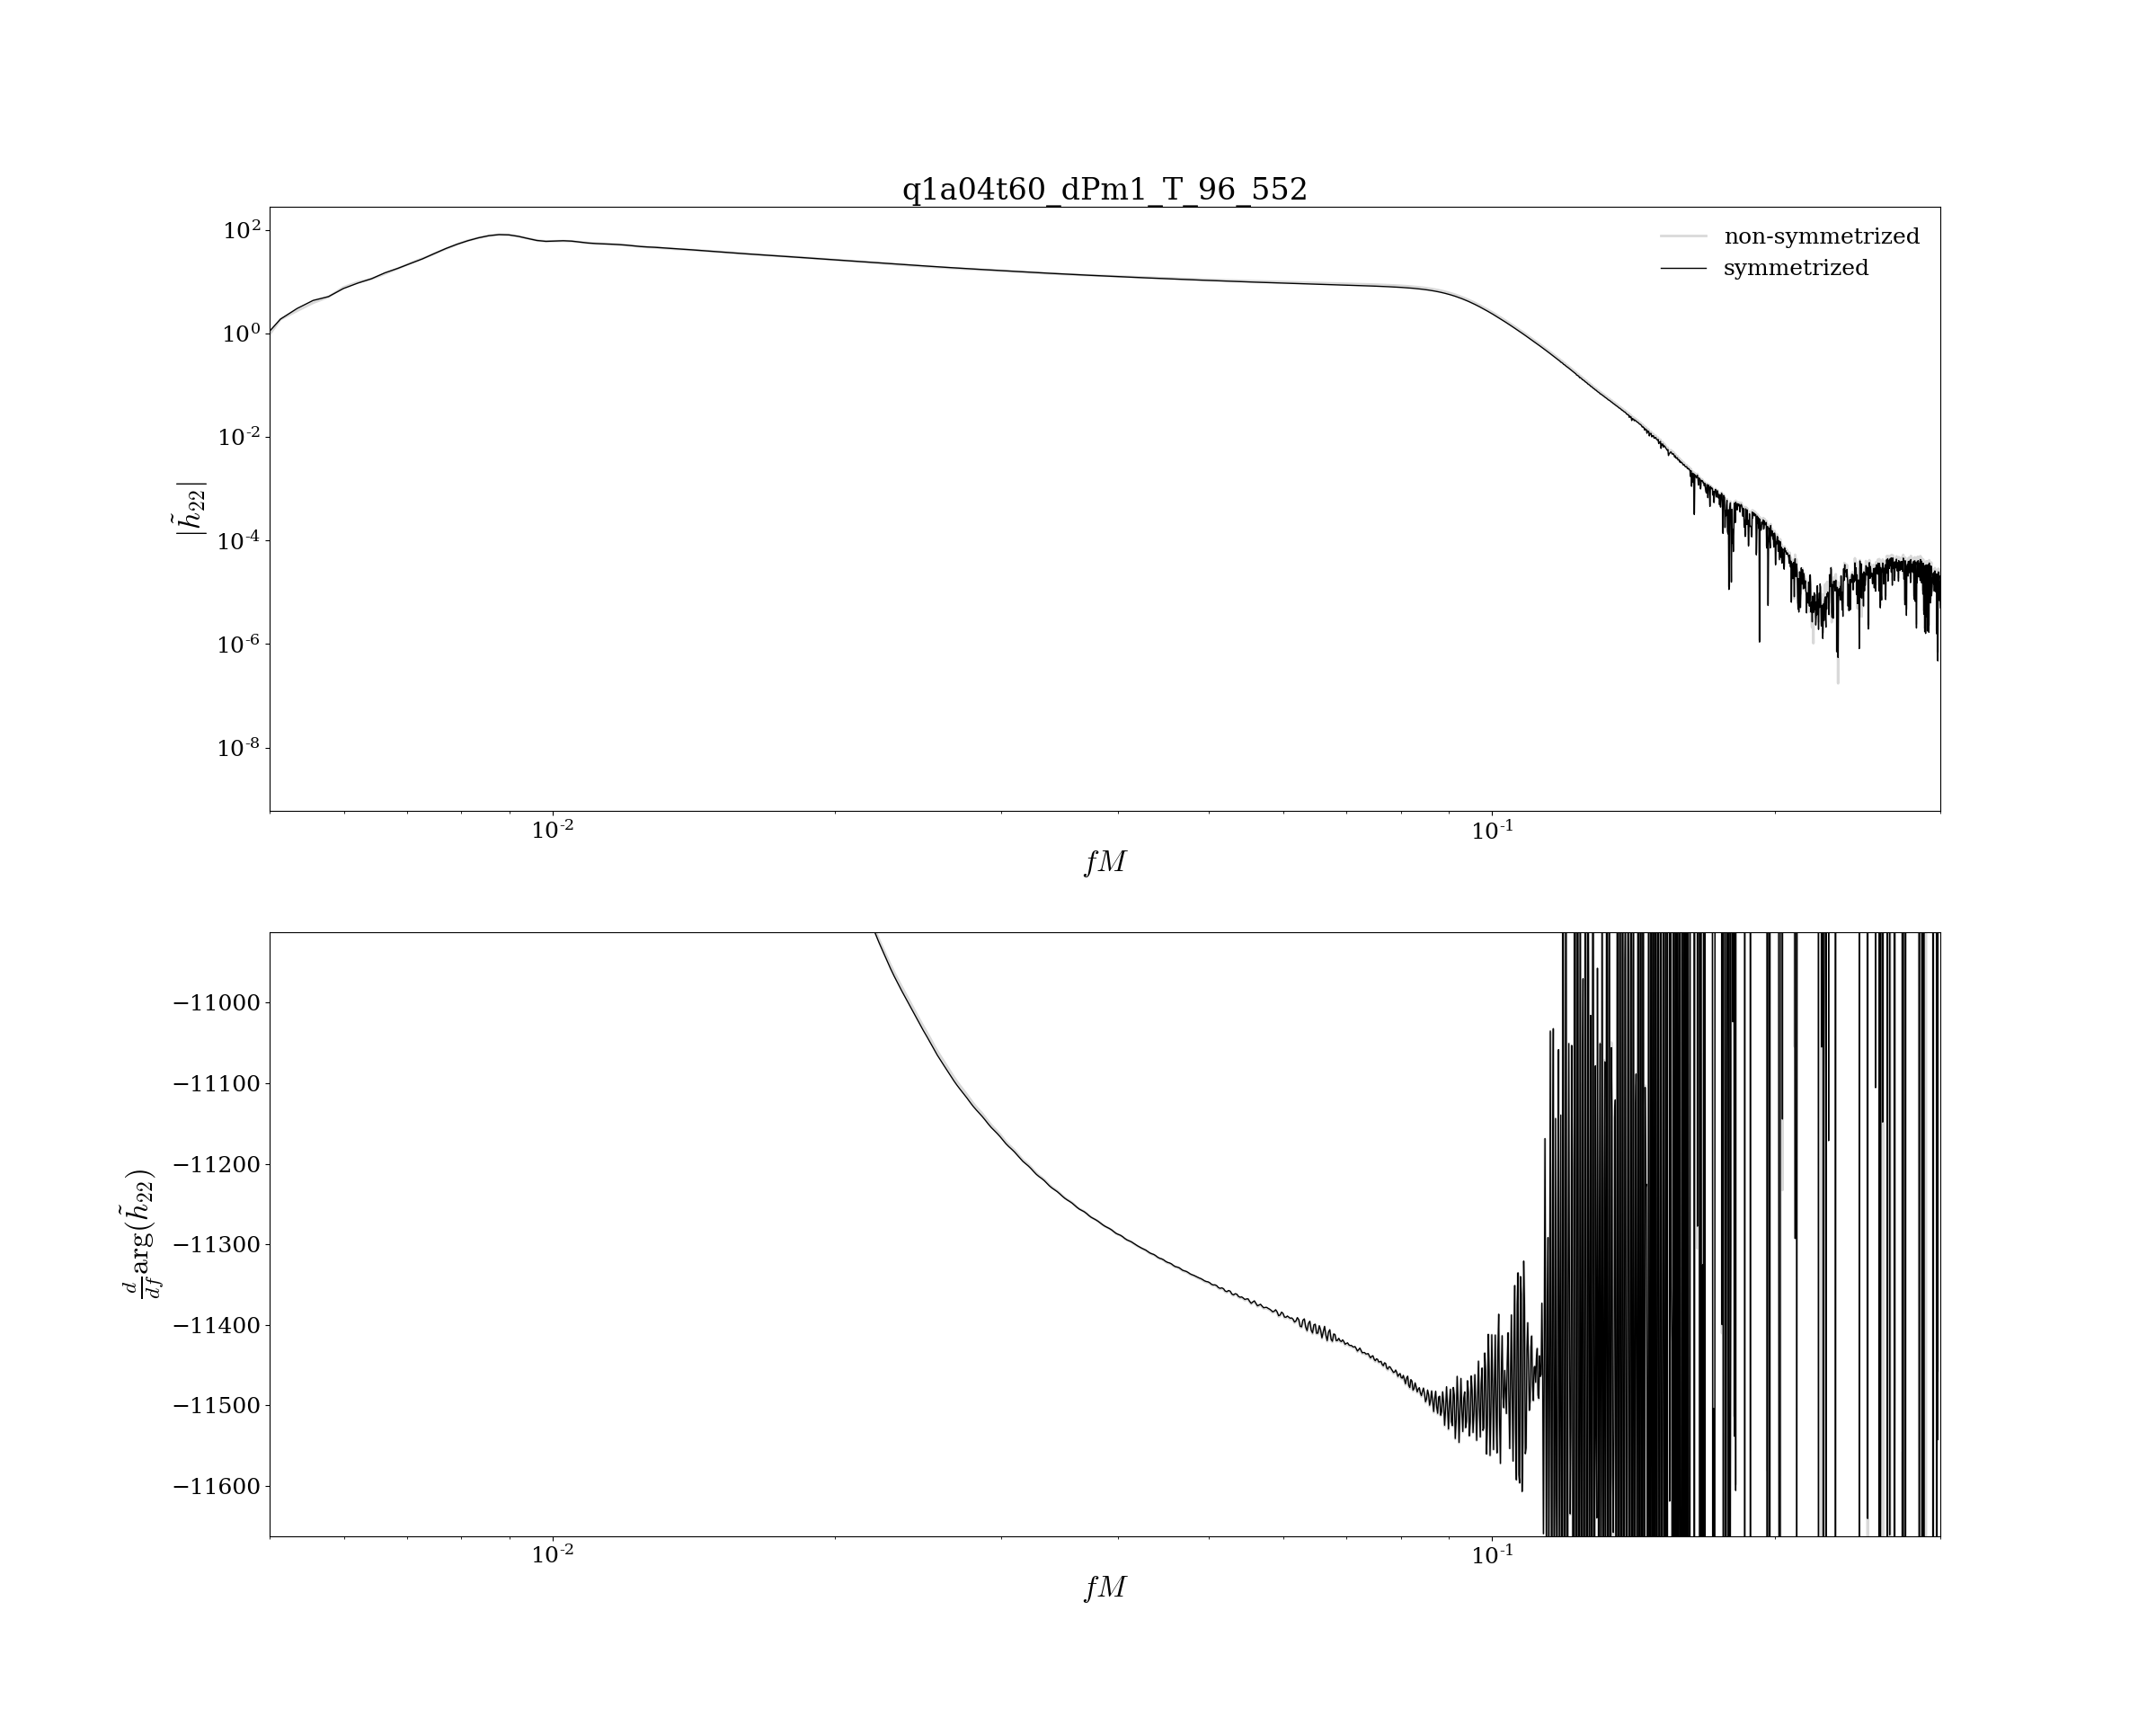 q1a04t60_dPm1_T_96_552
10²
10⁰
10⁻²
10⁻⁴
10⁻⁶
10⁻⁸
|h̃₂₂|
non-symmetrized
symmetrized
10⁻² 10⁻¹
fM
−11000
−11100
−11200
−11300
−11400
−11500
−11600
d/df arg(h̃₂₂)
10⁻² 10⁻¹
fM